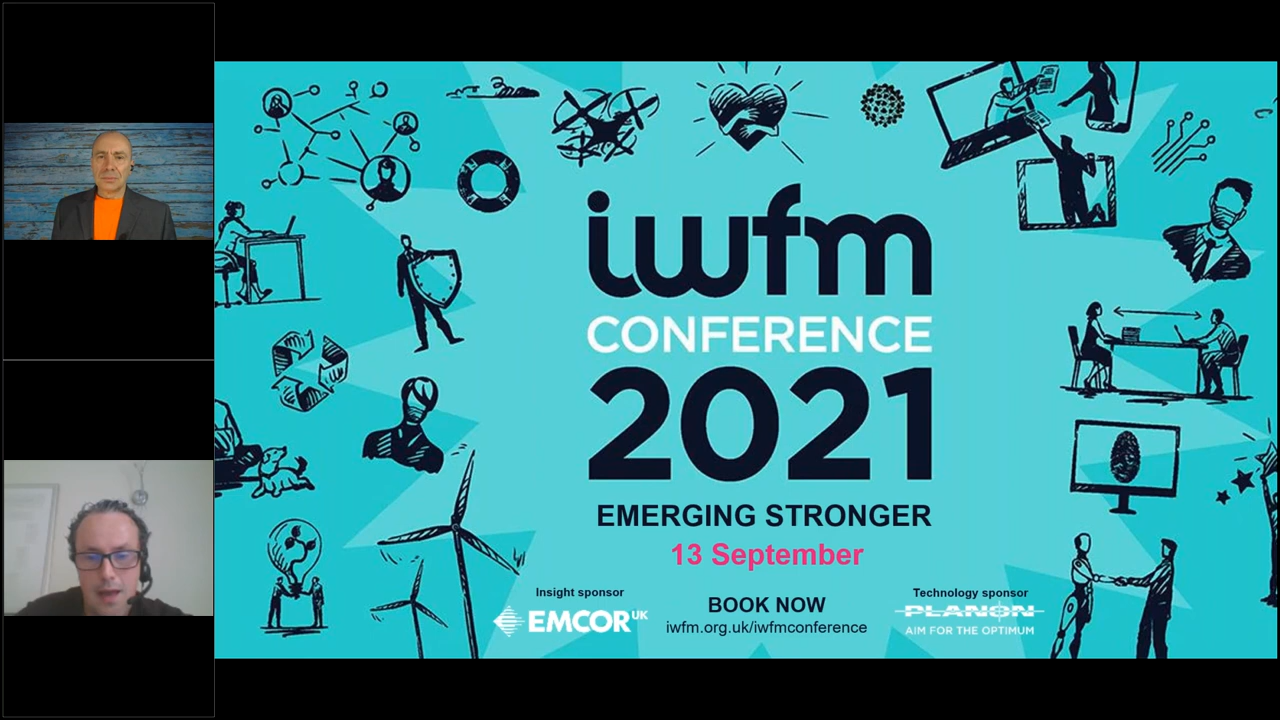 iwfm
CONFERENCE
2021
EMERGING STRONGER
13 September
Insight sponsor
EMCOR UK
BOOK NOW
iwfm.org.uk/iwfmconference
Technology sponsor
PLANON
AIM FOR THE OPTIMUM